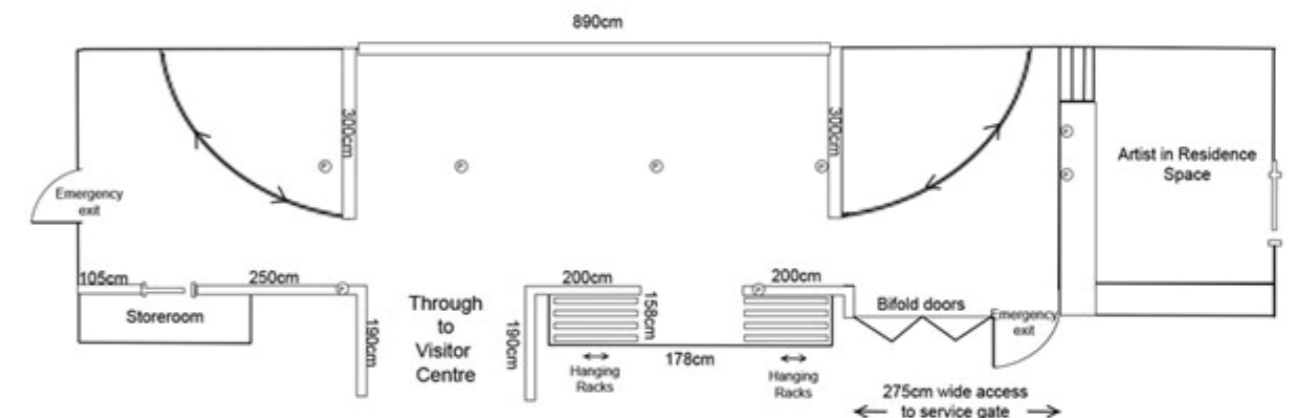 890cm
300cm
300cm
Artist in Residence
Space
Emergency
exit
105cm
250cm
200cm
200cm
Storeroom
Through
to
Visitor
Centre
190cm
190cm
158cm
178cm
Hanging
Racks
Hanging
Racks
Bifold doors
Emergency
exit
275cm wide access
to service gate